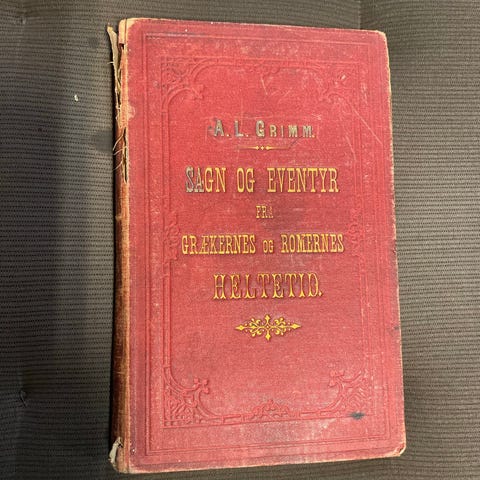 A. L. GRIMM.
SAGN OG EVENTYR
FRA
GRÆKERNES OG ROMERNES
HELTETID.